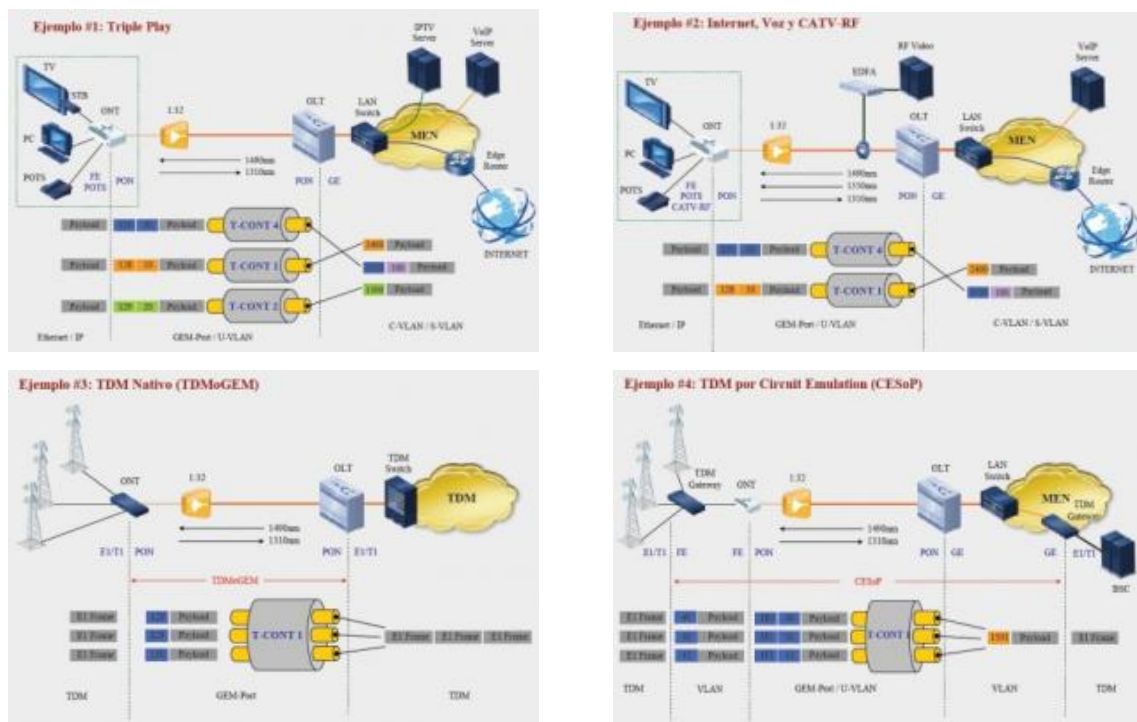 Ejemplo #1: Triple Play
IPTV
Server
VoIP
Server
TV
STB
ONT
1:32
OLT
LAN
Switch
MEN
PC
Edge
Router
POTS
FE
POTS
PON
1490nm
1310nm
PON
GE
INTERNET
Payload
Payload
T-CONT 4
Payload
T-CONT 1
2400
Payload
Payload
Payload
Payload
Payload
T-CONT 2
Payload
Ethernet / IP
GEM-Port / U-VLAN
C-VLAN / S-VLAN
Ejemplo #2: Internet, Voz y CATV-RF
RF Video
VoIP
Server
EDFA
TV
ONT
1:32
OLT
LAN
Switch
MEN
PC
Edge
Router
POTS
FE
POTS
CATV-RF
PON
1490nm
1550nm
1310nm
PON
GE
INTERNET
Payload
Payload
T-CONT 4
2400
Payload
Payload
Payload
T-CONT 1
Payload
Ethernet / IP
GEM-Port / U-VLAN
C-VLAN / S-VLAN
Ejemplo #3: TDM Nativo (TDMoGEM)
ONT
1:32
OLT
TDM
Switch
TDM
1490nm
1310nm
E1/T1
PON
PON
E1/T1
TDMoGEM
E1 Frame
Payload
E1 Frame
Payload
T-CONT 1
E1 Frame
E1 Frame
E1 Frame
E1 Frame
Payload
TDM
GEM-Port
TDM
Ejemplo #4: TDM por Circuit Emulation (CESoP)
TDM
Gateway
ONT
1:32
OLT
LAN
Switch
MEN
TDM
Gateway
1490nm
1310nm
E1/T1
FE
FE
PON
PON
GE
GE
E1/T1
BSC
CESoP
E1 Frame
Payload
Payload
E1 Frame
Payload
Payload
T-CONT 1
Payload
E1 Frame
E1 Frame
Payload
Payload
TDM
VLAN
GEM-Port / U-VLAN
VLAN
TDM